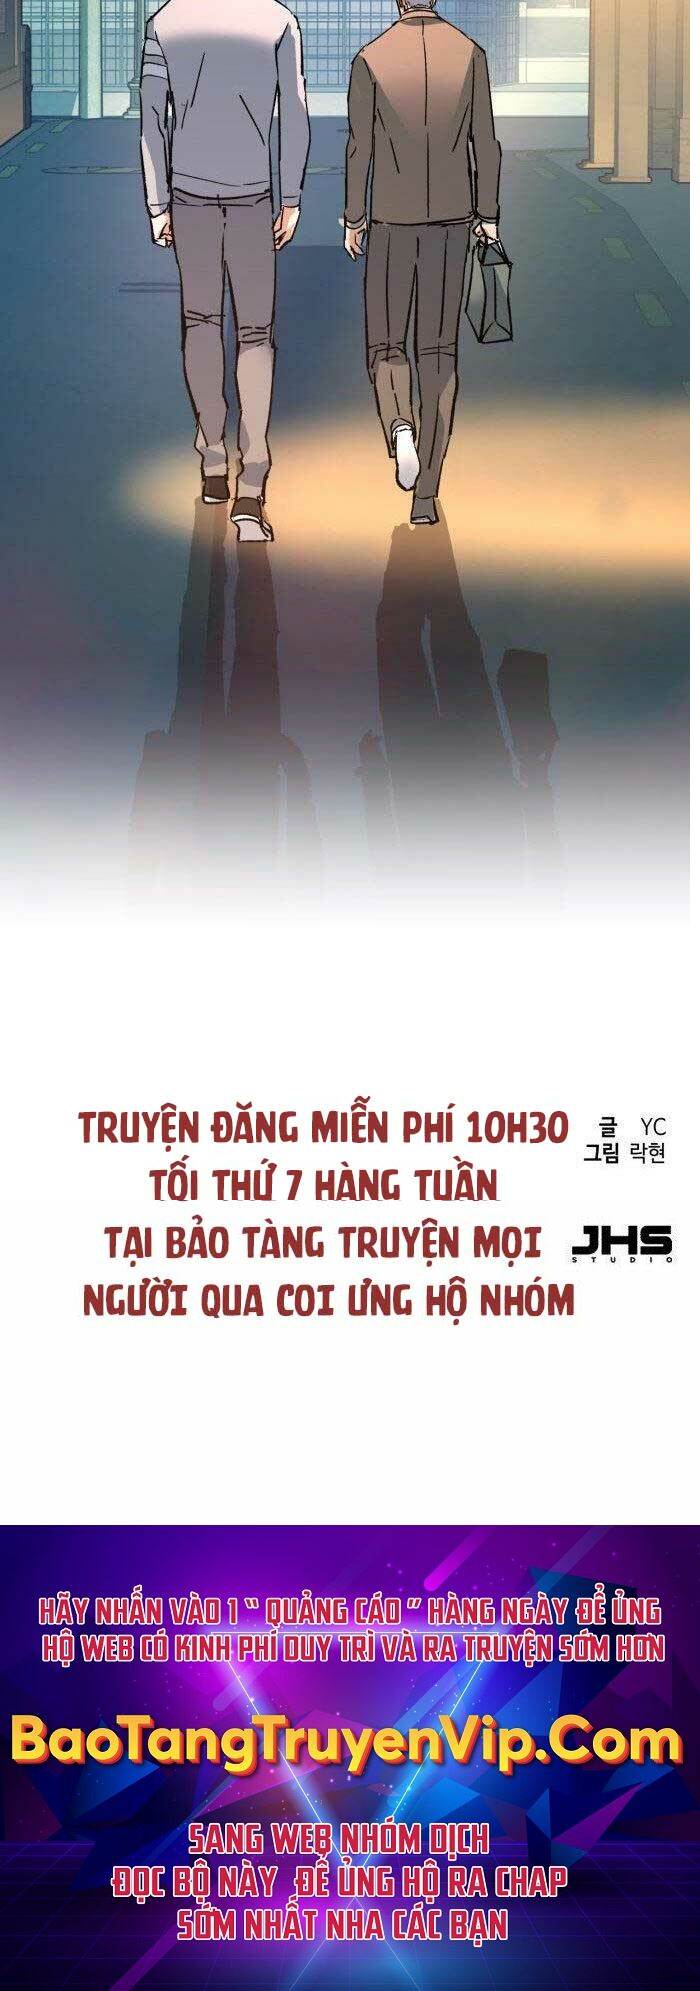 TRUYỆN ĐĂNG MIỄN PHÍ 10H30
TỐI THỨ 7 HÀNG TUẦN
TẠI BẢO TÀNG TRUYỆN MỌI
NGƯỜI QUA COI ƯNG HỘ NHÓM
글 YC
그림 락현
JHS
STUDIO
HÃY NHẤN VÀO 1 “ QUẢNG CÁO ” HÀNG NGÀY ĐỂ ỦNG
HỘ WEB CÓ KINH PHÍ DUY TRÌ VÀ RA TRUYỆN SỚM HƠN
BaoTangTruyenVip.Com
SANG WEB NHÓM DỊCH
ĐỌC BỘ NÀY ĐỂ ỦNG HỘ RA CHAP
SỚM NHẤT NHA CÁC BẠN